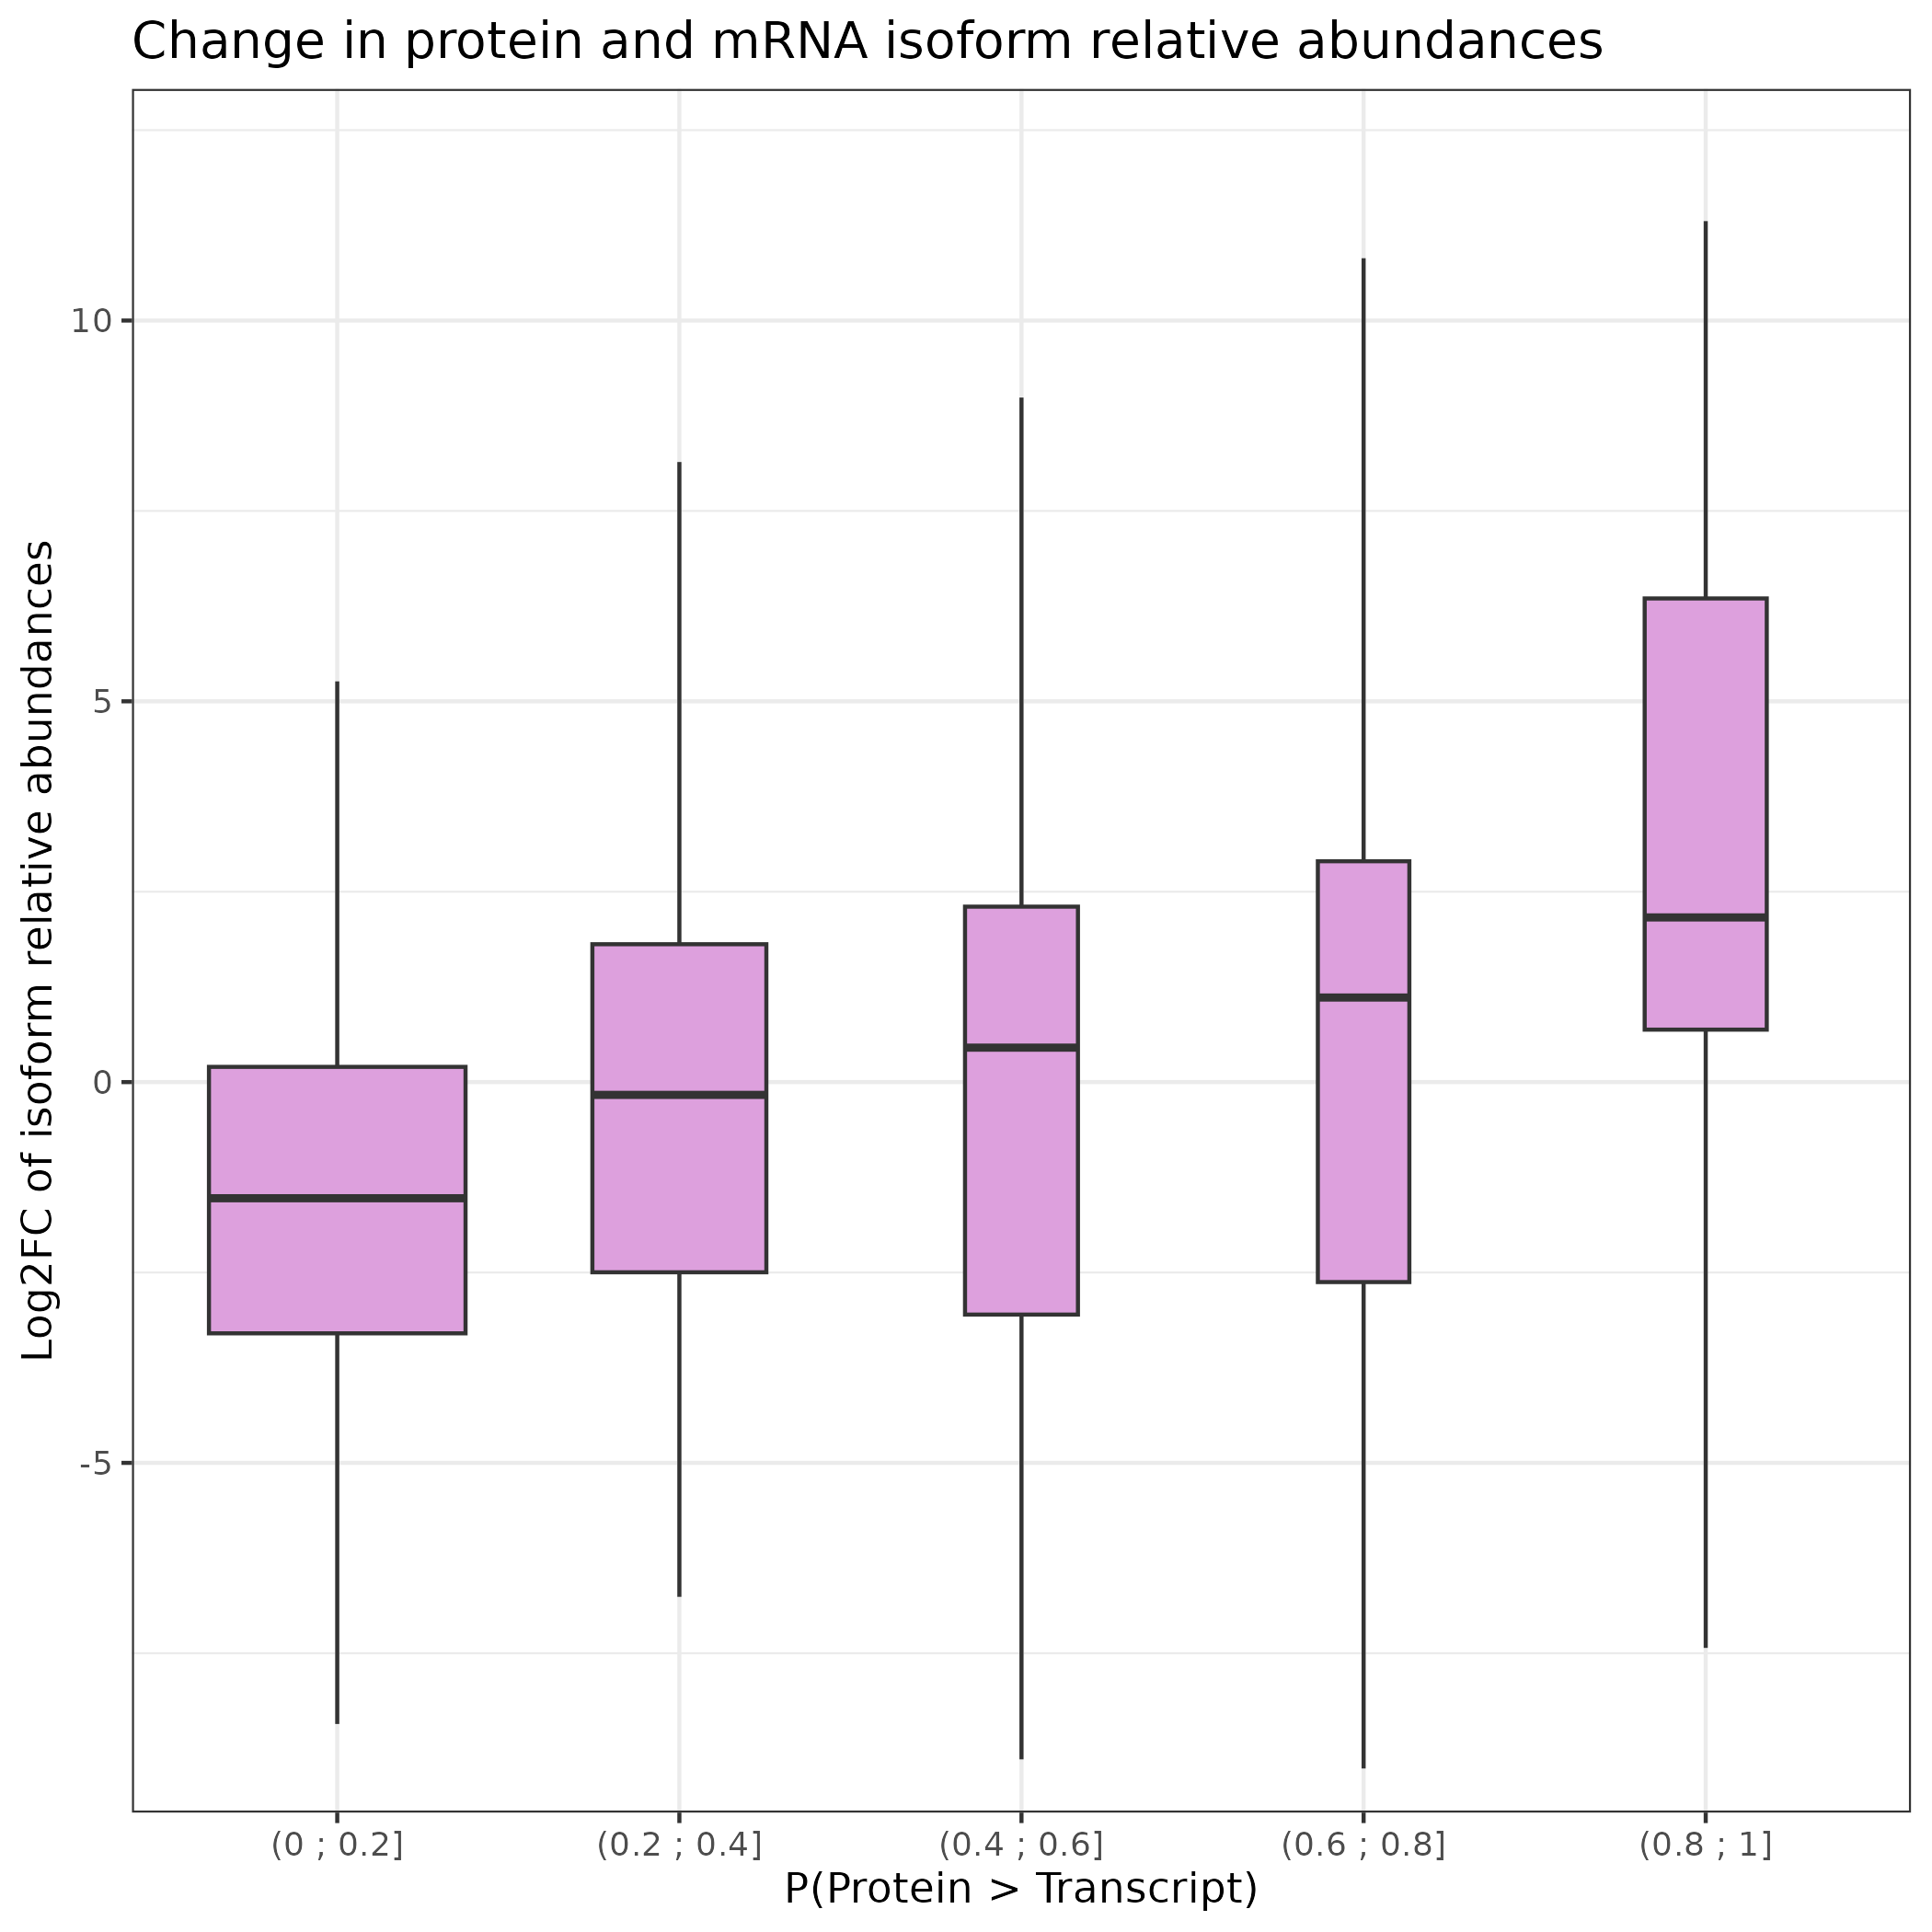 Change in protein and mRNA isoform relative abundances
Log2FC of isoform relative abundances
10
5
0
-5
(0 ; 0.2]
(0.2 ; 0.4]
(0.4 ; 0.6]
(0.6 ; 0.8]
(0.8 ; 1]
P(Protein > Transcript)